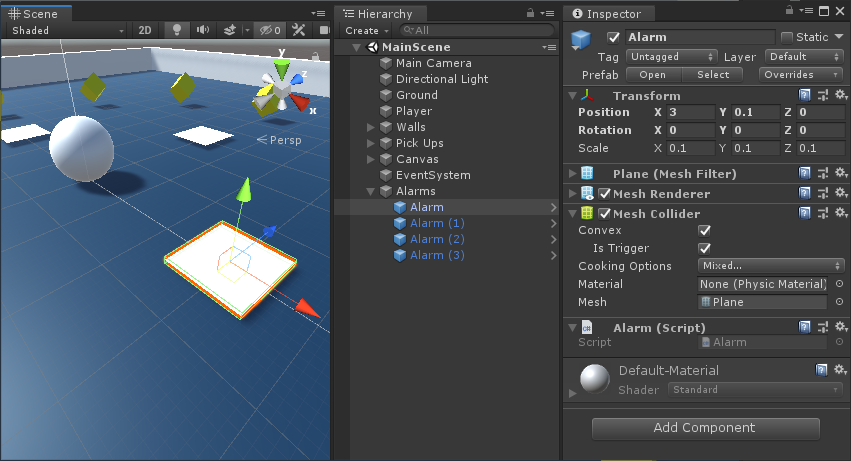 Scene
Shaded
2D
0
y
z
x
Persp
Hierarchy
Create
All
MainScene
Main Camera
Directional Light
Ground
Player
Walls
Pick Ups
Canvas
EventSystem
Alarms
Alarm
Alarm (1)
Alarm (2)
Alarm (3)
Inspector
Alarm
Static
Tag Untagged Layer Default
Prefab Open Select Overrides
Transform
Position X 3 Y 0.1 Z 0
Rotation X 0 Y 0 Z 0
Scale X 0.1 Y 0.1 Z 0.1
Plane (Mesh Filter)
Mesh Renderer
Mesh Collider
Convex
Is Trigger
Cooking Options Mixed...
Material None (Physic Material)
Mesh Plane
Alarm (Script)
Script Alarm
Default-Material
Shader Standard
Add Component